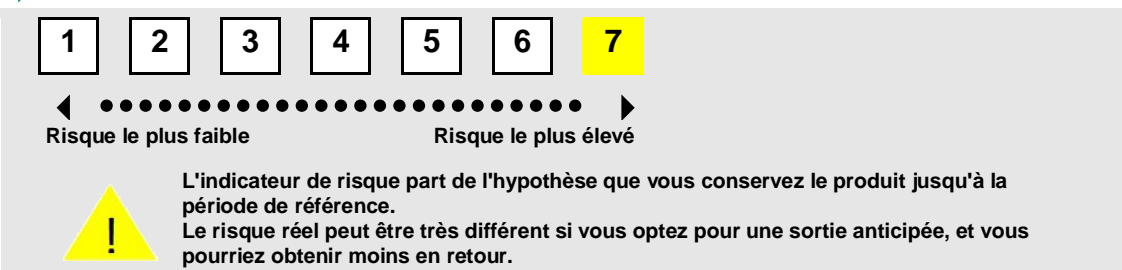 1 2 3 4 5 6 7
Risque le plus faible Risque le plus élevé
L'indicateur de risque part de l'hypothèse que vous conservez le produit jusqu'à la
période de référence.
Le risque réel peut être très différent si vous optez pour une sortie anticipée, et vous
pourriez obtenir moins en retour.
!